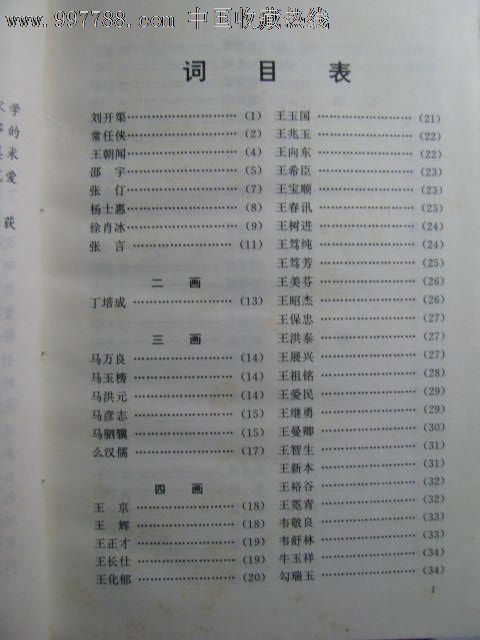 www.997788.com 中国收藏热线
词目表
刘开渠 (1)
常任侠 (2)
王朝闻 (4)
邵宇 (5)
张仃 (7)
杨士惠 (8)
徐肖冰 (9)
张言 (11)
二画
丁培成 (13)
三画
马万良 (14)
马玉榜 (14)
马洪元 (14)
马彦志 (15)
马驷骥 (15)
么汉儒 (17)
四画
王京 (18)
王辉 (18)
王正才 (19)
王长仕 (19)
王化郁 (20)
王玉国 (21)
王兆玉 (22)
王向东 (22)
王希臣 (23)
王宝顺 (23)
王春讯 (23)
王树进 (24)
王笃纯 (24)
王笃芳 (25)
王美芬 (26)
王昭杰 (26)
王保忠 (27)
王洪泰 (27)
王展兴 (27)
王祖铭 (28)
王爱民 (29)
王继勇 (29)
王曼卿 (30)
王智生 (31)
王新本 (31)
王裕谷 (32)
王霓青 (32)
韦敬良 (33)
韦舒林 (33)
牛玉祥 (34)
勾瑞玉 (34)
1
学
的
术
爱
获